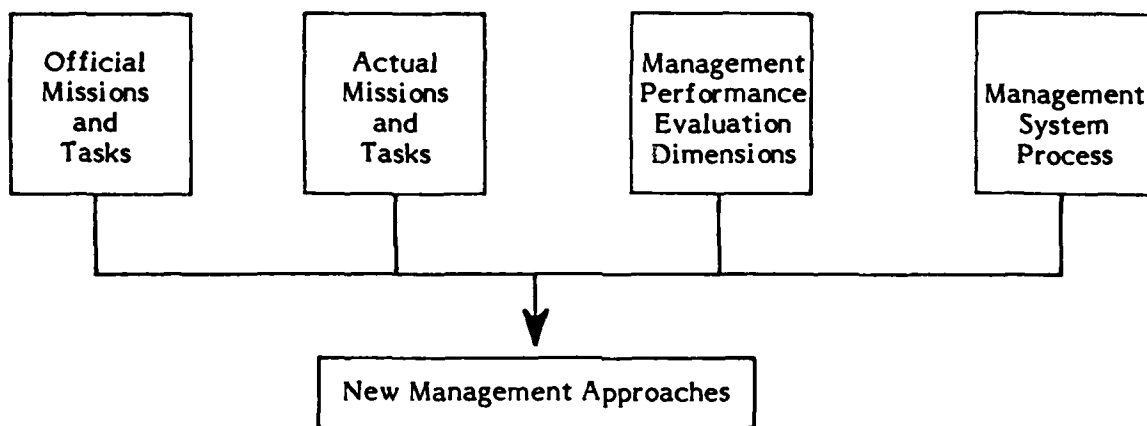 Official
Missions
and
Tasks
Actual
Missions
and
Tasks
Management
Performance
Evaluation
Dimensions
Management
System
Process
New Management Approaches